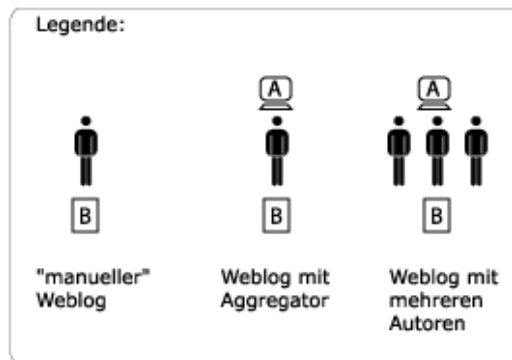 Legende:
A
A
B
B
B
"manueller"
Weblog
Weblog mit
Aggregator
Weblog mit
mehreren
Autoren